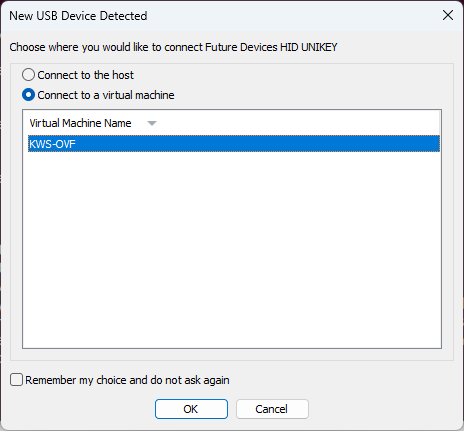 New USB Device Detected
Choose where you would like to connect Future Devices HID UNIKEY
Connect to the host
Connect to a virtual machine
Virtual Machine Name
KWS-OVF
Remember my choice and do not ask again
OK
Cancel